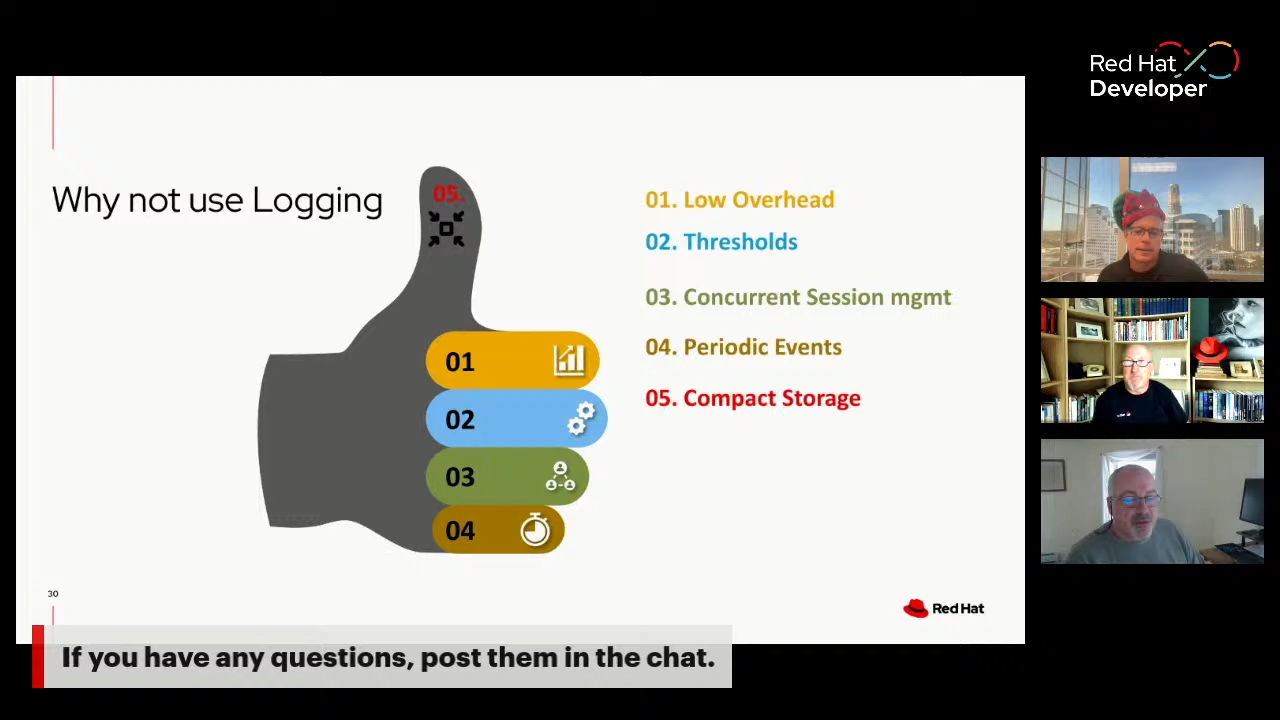 Red Hat
Developer
Why not use Logging
05.
01
02
03
04
01. Low Overhead
02. Thresholds
03. Concurrent Session mgmt
04. Periodic Events
05. Compact Storage
30
Red Hat
If you have any questions, post them in the chat.